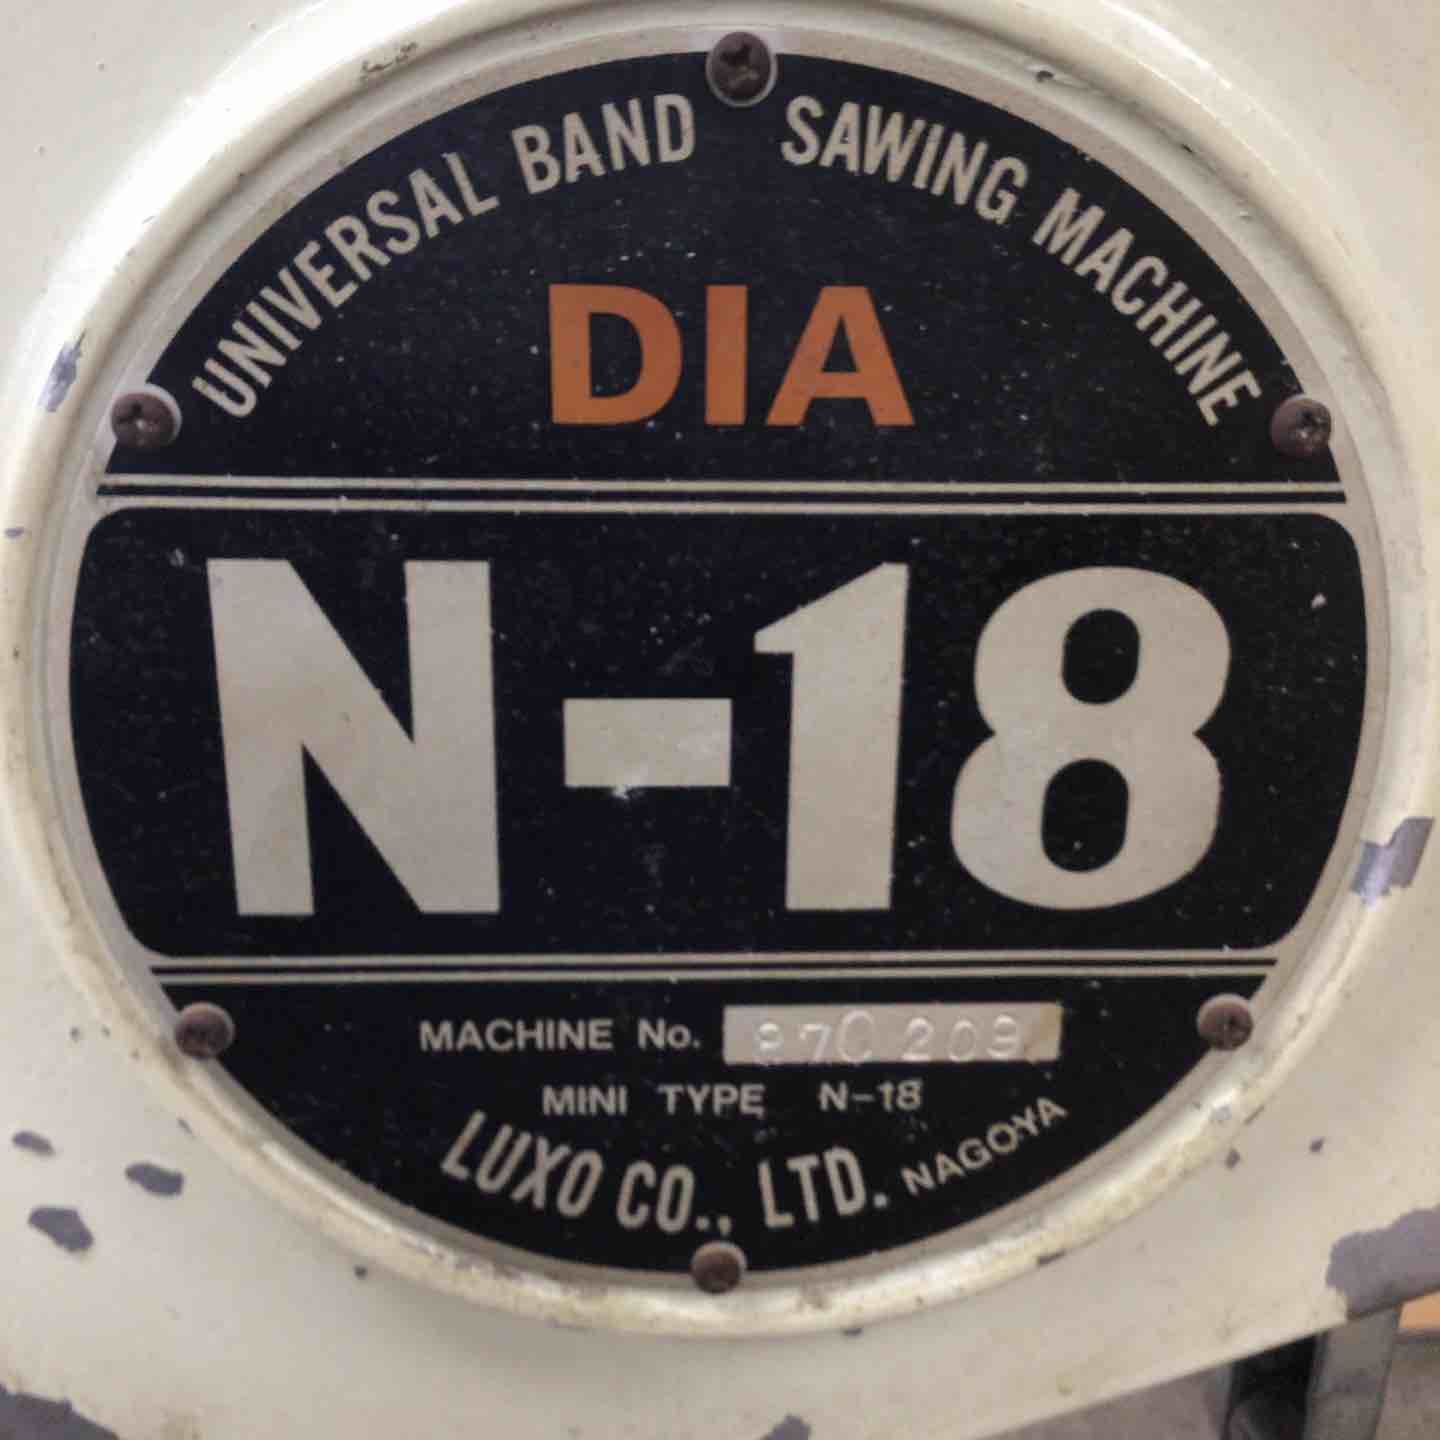 UNIVERSAL BAND SAWING MACHINE
DIA
N-18
MACHINE No.
MINI TYPE N-18
LUXO CO., LTD. NAGOYA